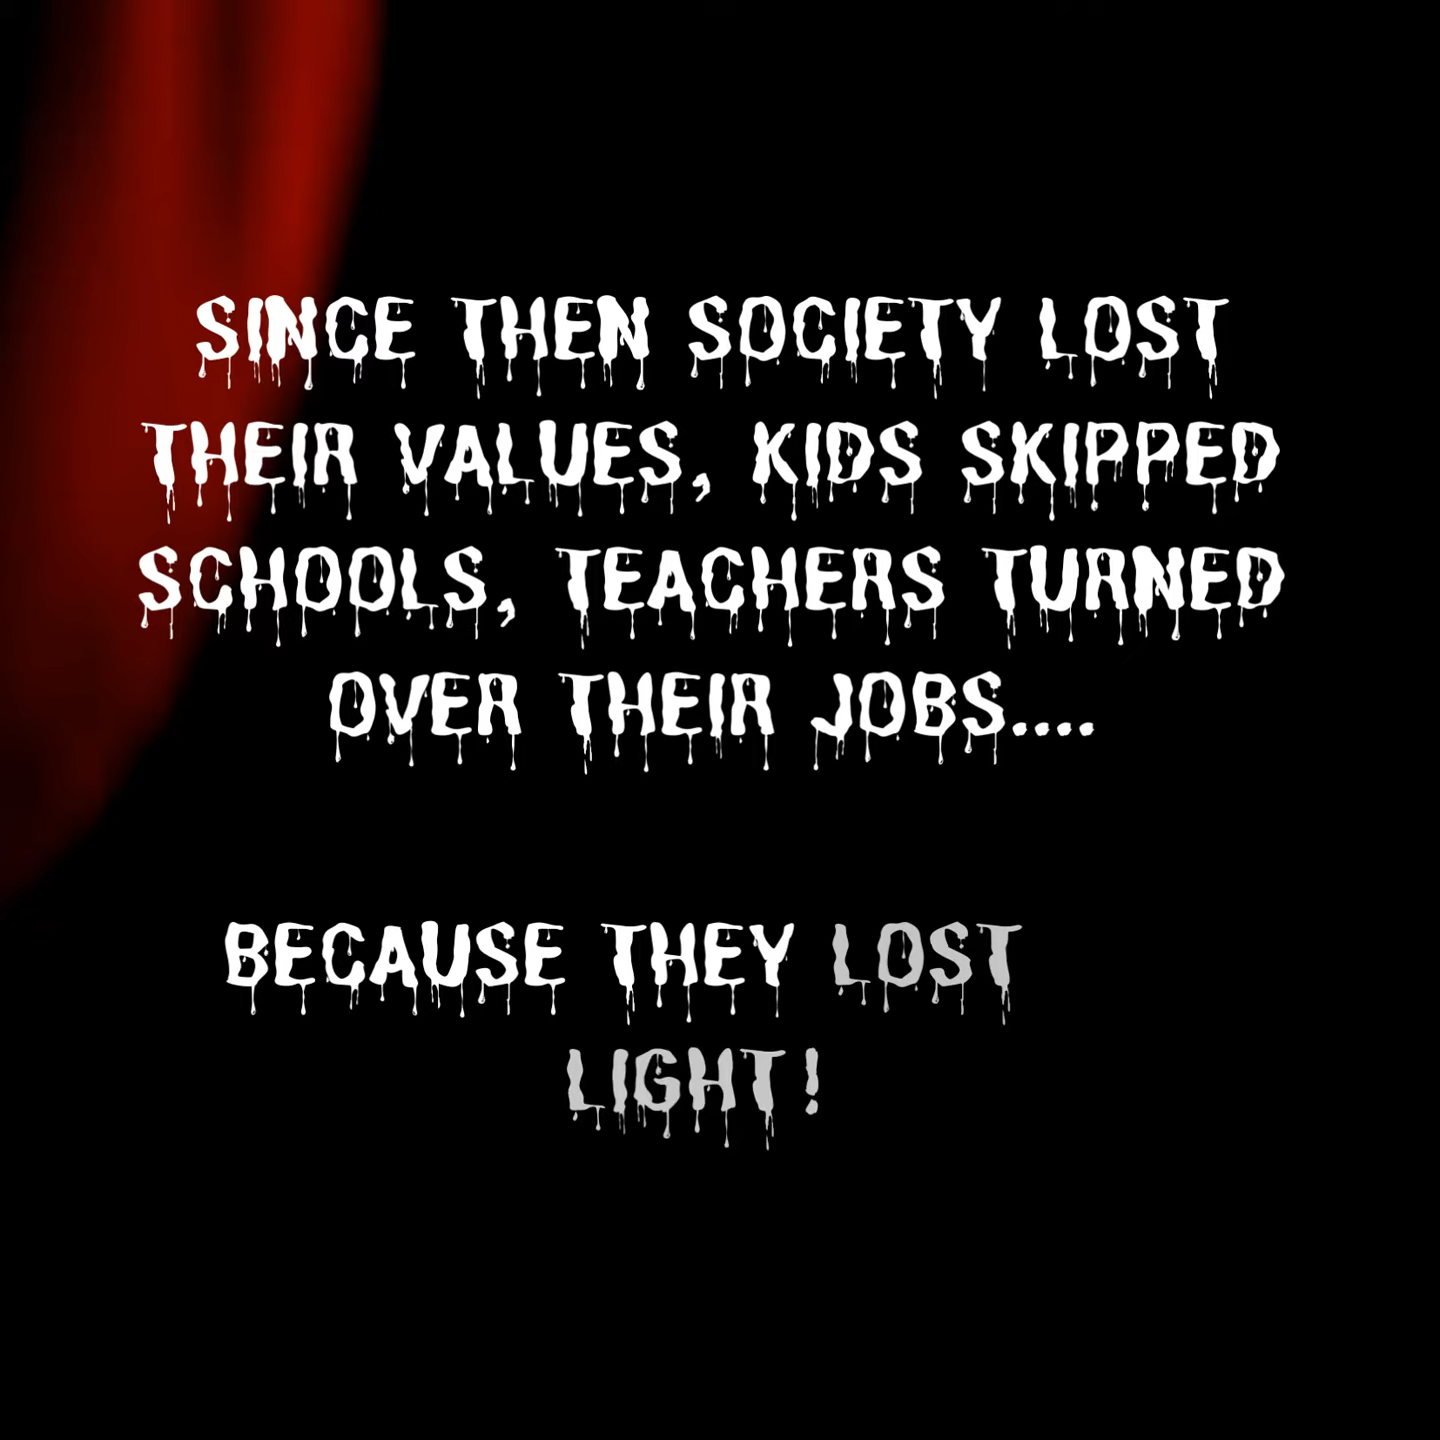 SINCE THEN SOCIETY LOST
THEIR VALUES, KIDS SKIPPED
SCHOOLS, TEACHERS TURNED
OVER THEIR JOBS....
BECAUSE THEY LOST
LIGHT!